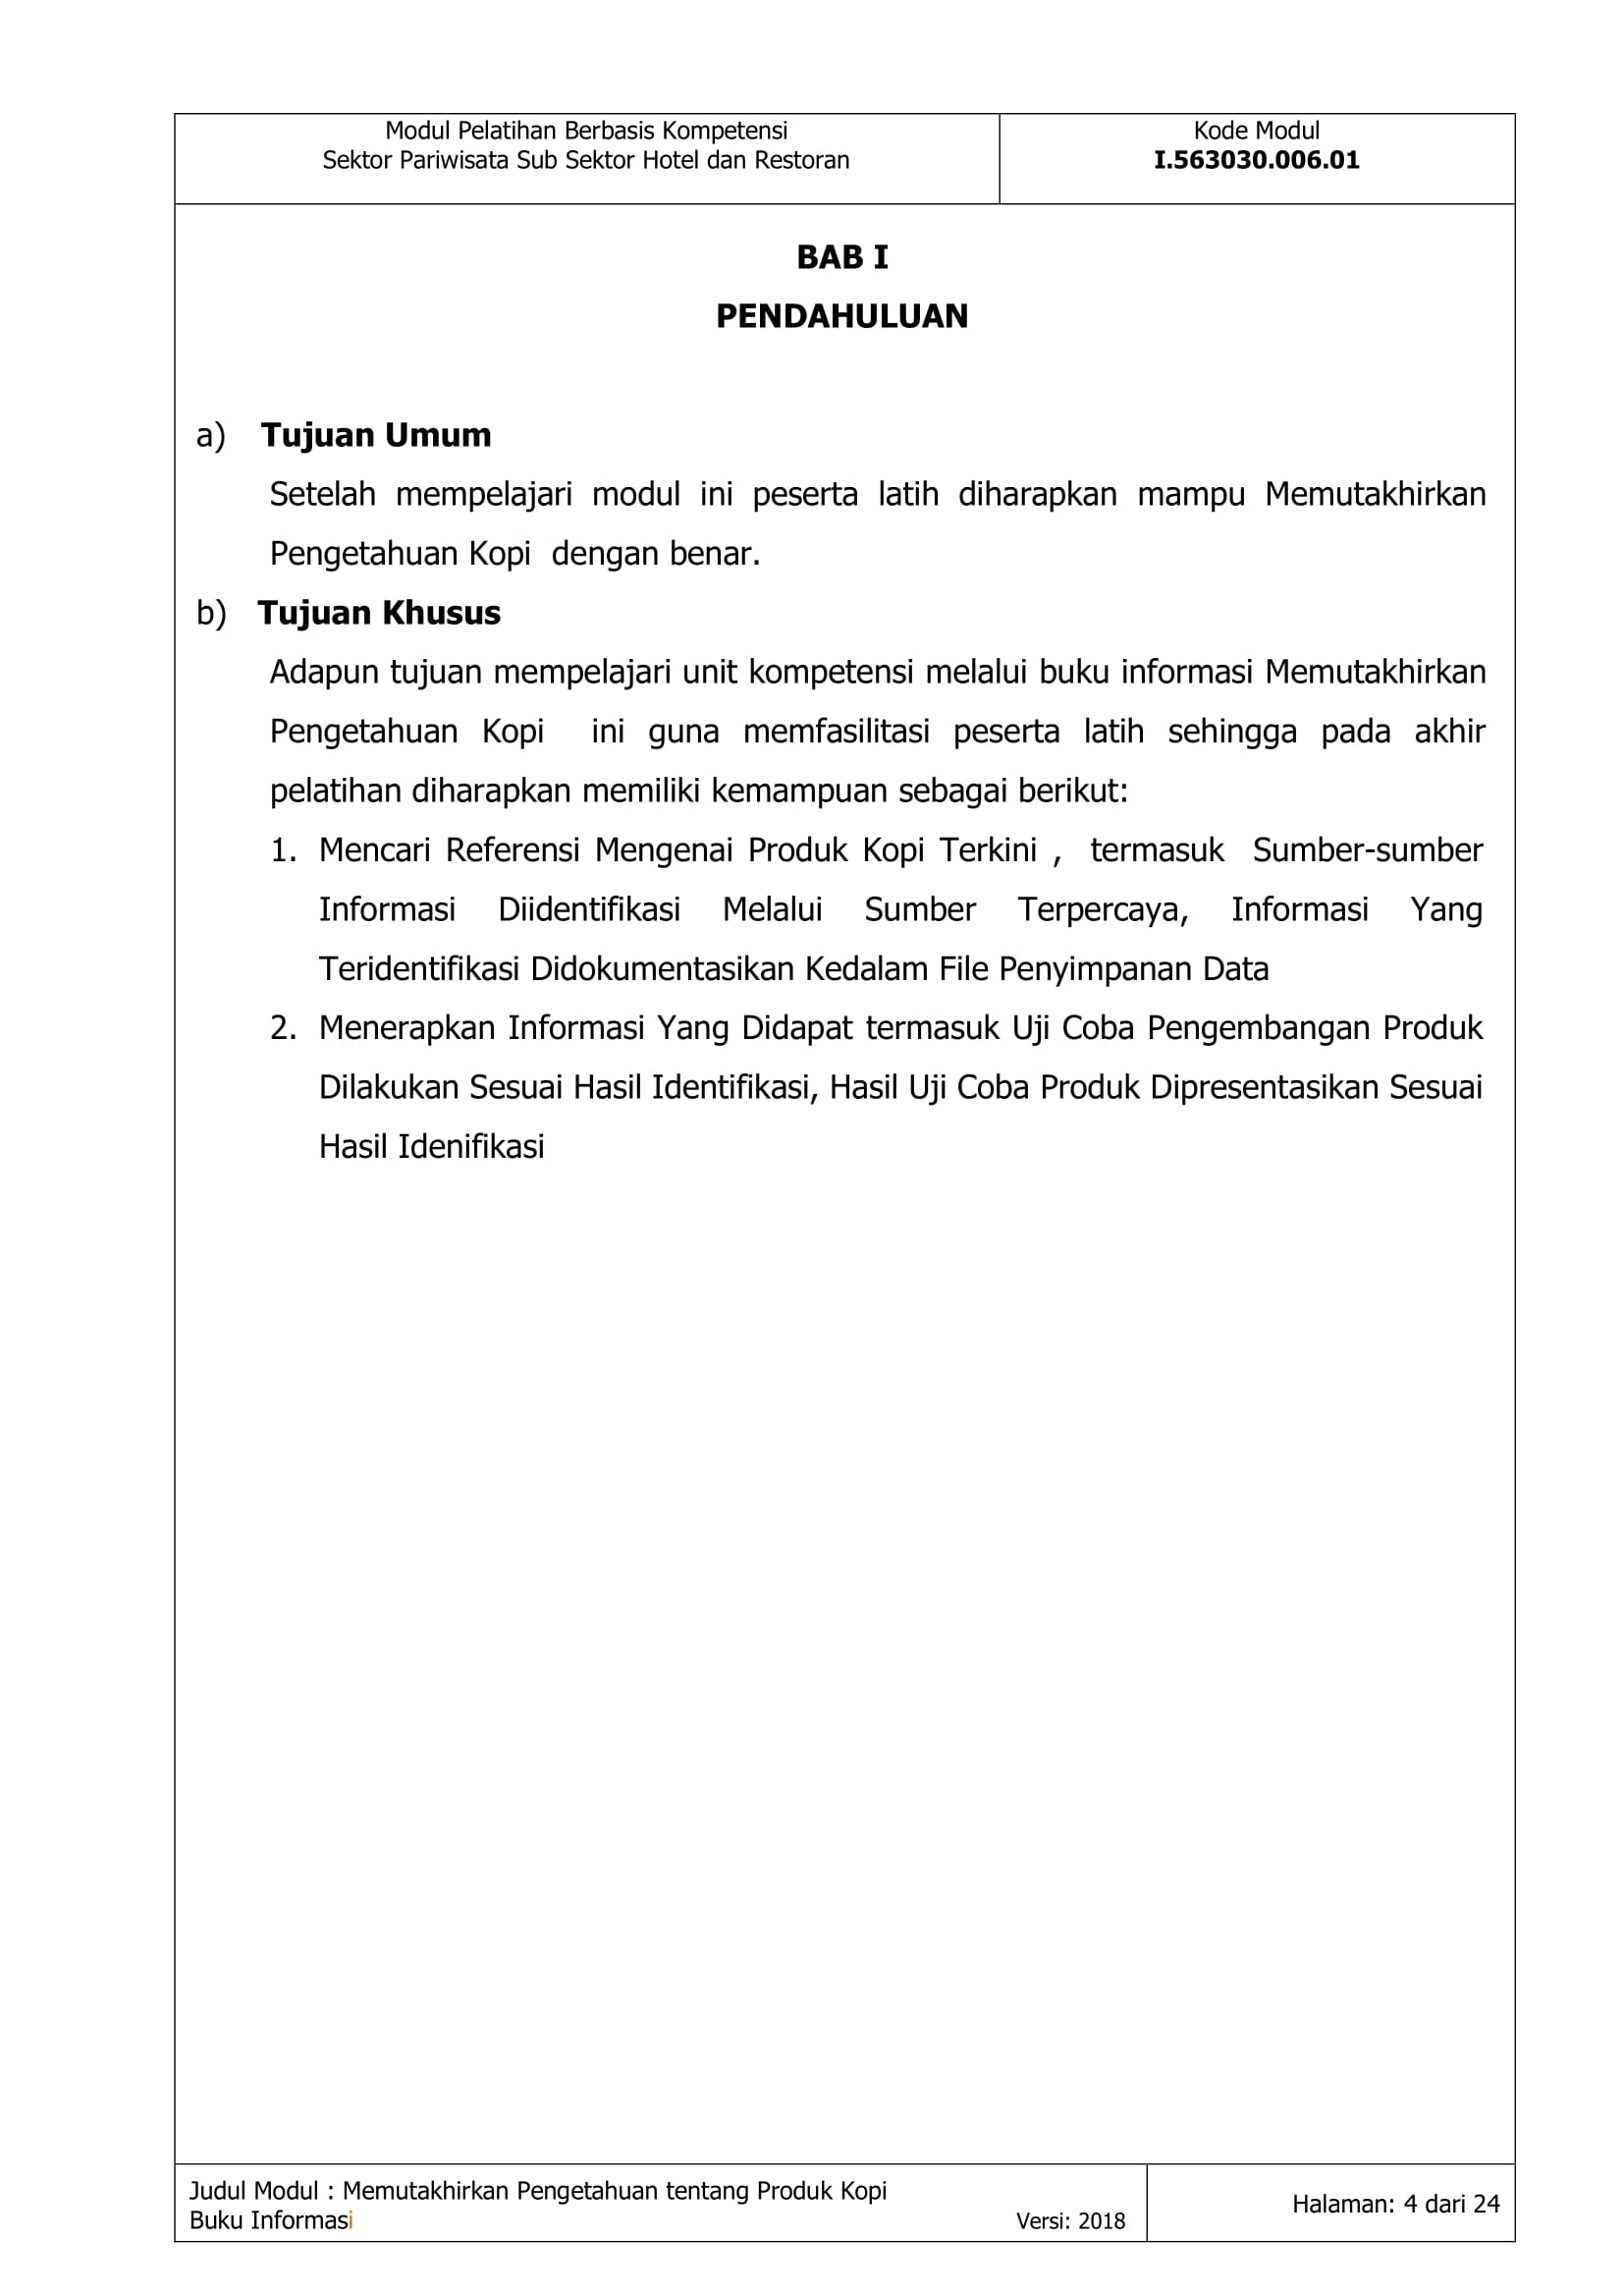 Modul Pelatihan Berbasis Kompetensi
Sektor Pariwisata Sub Sektor Hotel dan Restoran
Kode Modul
I.563030.006.01
BAB I
PENDAHULUAN
a) Tujuan Umum
Setelah mempelajari modul ini peserta latih diharapkan mampu Memutakhirkan
Pengetahuan Kopi dengan benar.
b) Tujuan Khusus
Adapun tujuan mempelajari unit kompetensi melalui buku informasi Memutakhirkan
Pengetahuan Kopi ini guna memfasilitasi peserta latih sehingga pada akhir
pelatihan diharapkan memiliki kemampuan sebagai berikut:
1. Mencari Referensi Mengenai Produk Kopi Terkini , termasuk Sumber-sumber
Informasi Diidentifikasi Melalui Sumber Terpercaya, Informasi Yang
Teridentifikasi Didokumentasikan Kedalam File Penyimpanan Data
2. Menerapkan Informasi Yang Didapat termasuk Uji Coba Pengembangan Produk
Dilakukan Sesuai Hasil Identifikasi, Hasil Uji Coba Produk Dipresentasikan Sesuai
Hasil Idenifikasi
Judul Modul : Memutakhirkan Pengetahuan tentang Produk Kopi
Buku Informasi Versi: 2018
Halaman: 4 dari 24